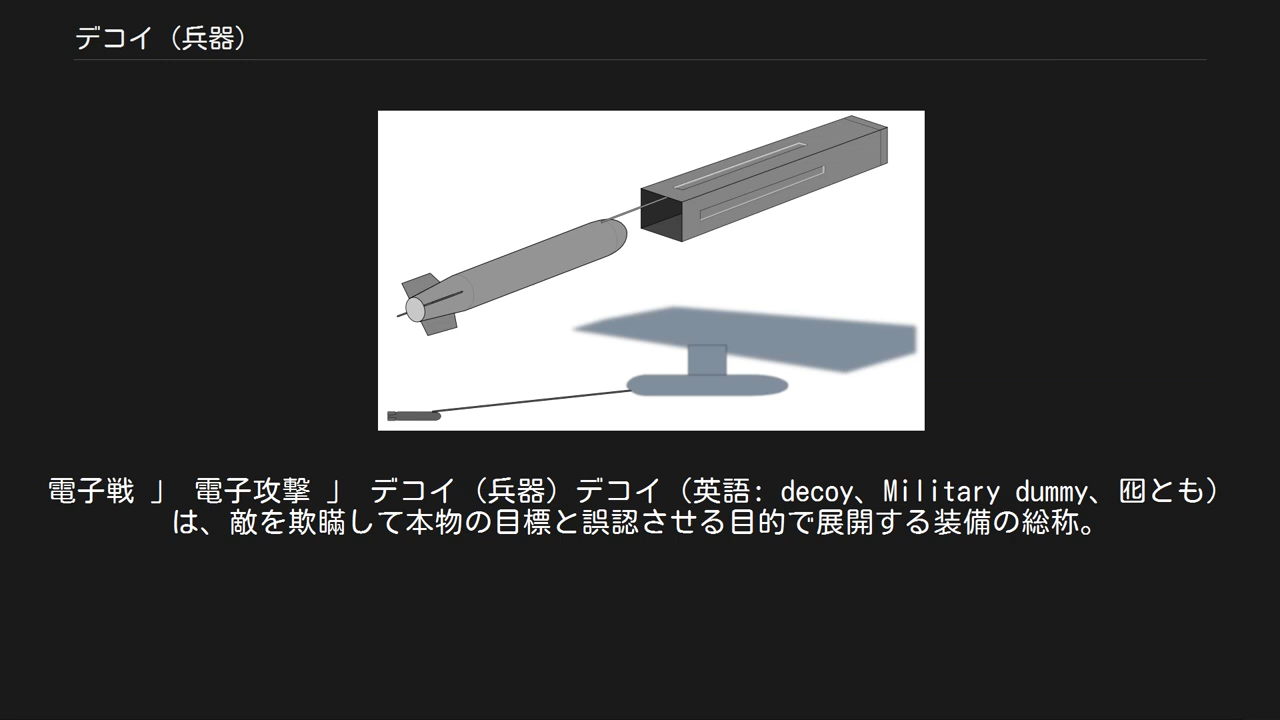 デコイ（兵器）
電子戦 」 電子攻撃 」 デコイ（兵器）デコイ（英語: decoy、Military dummy、囮とも）
は、敵を欺瞞して本物の目標と誤認させる目的で展開する装備の総称。